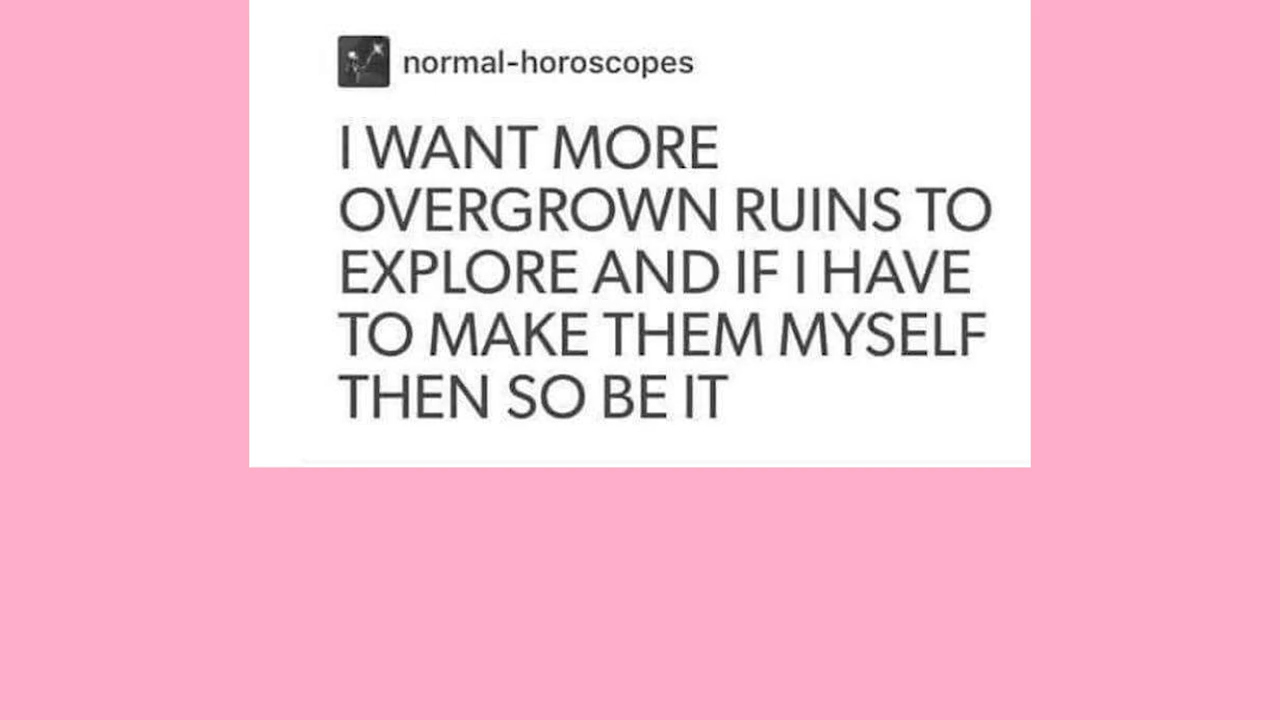 normal-horoscopes
I WANT MORE
OVERGROWN RUINS TO
EXPLORE AND IF I HAVE
TO MAKE THEM MYSELF
THEN SO BE IT